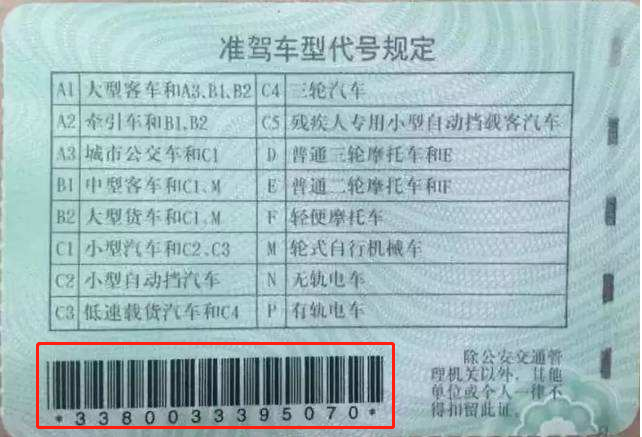 准驾车型代号规定
A1 大型客车和A3、B1、B2 C4 三轮汽车
A2 牵引车和B1、B2 C5 残疾人专用小型自动挡载客汽车
A3 城市公交车和C1 D 普通三轮摩托车和E
B1 中型客车和C1、M E 普通二轮摩托车和F
B2 大型货车和C1、M F 轻便摩托车
C1 小型汽车和C2、C3 M 轮式自行机械车
C2 小型自动挡汽车 N 无轨电车
C3 低速载货汽车和C4 P 有轨电车
除公安交通管
理机关以外，其他
单位或个人一律不
得扣留此证。
*3380033395070*